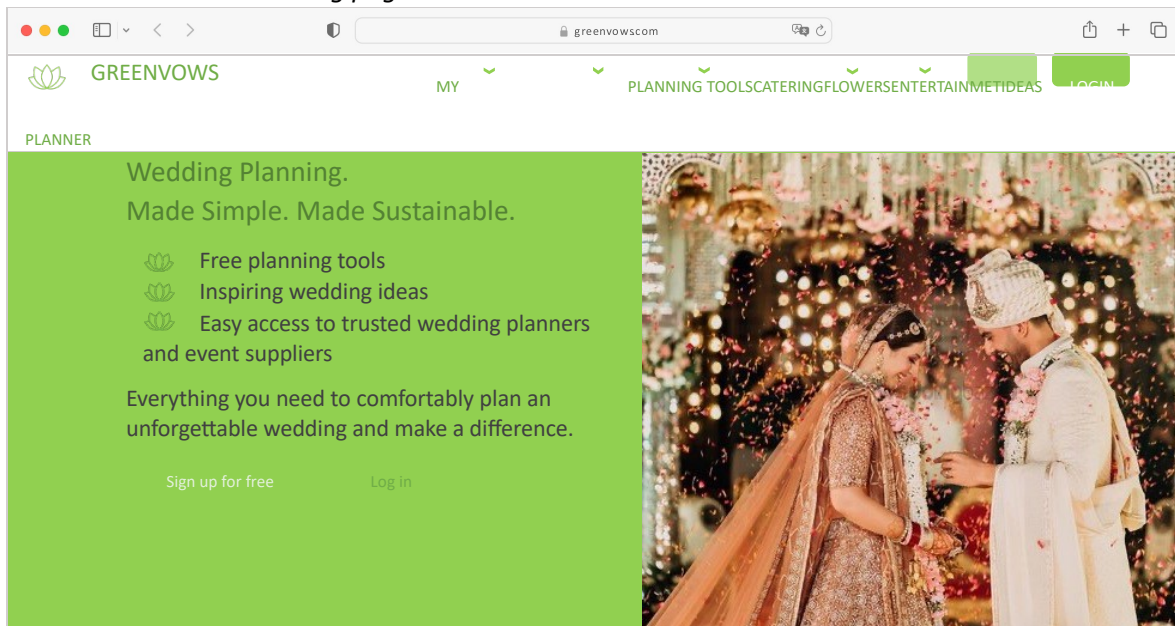 greenvowscom
GREENVOWS
MY
PLANNING TOOLSCATERINGFLOWERSENTERTAINMETIDEAS
LOGIN
PLANNER
Wedding Planning.
Made Simple. Made Sustainable.
Free planning tools
Inspiring wedding ideas
Easy access to trusted wedding planners
and event suppliers
Everything you need to comfortably plan an
unforgettable wedding and make a difference.
Sign up for free
Log in